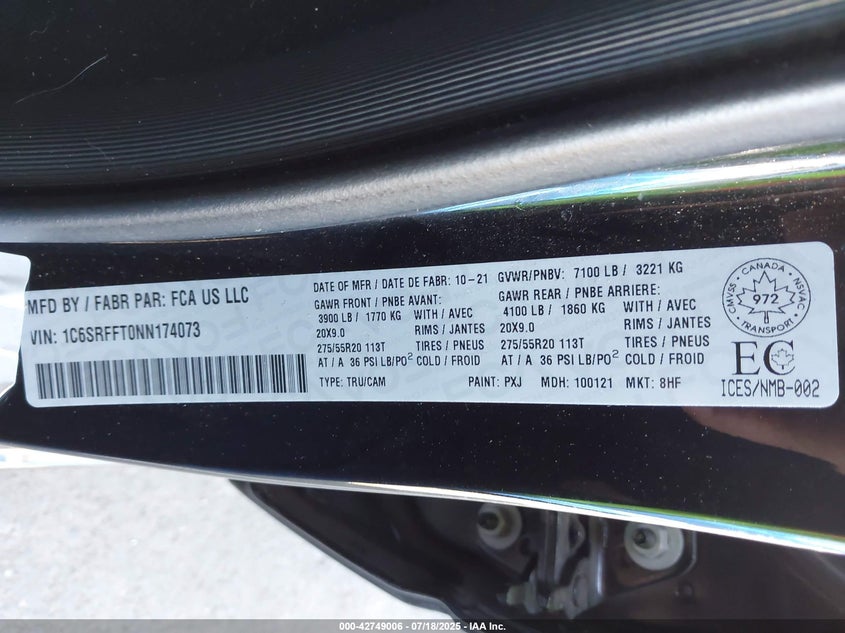 MFD BY / FABR PAR: FCA US LLC
VIN: 1C6SRFFT0NN174073
DATE OF MFR / DATE DE FABR: 10-21
GAWR FRONT / PNBE AVANT:
3900 LB / 1770 KG WITH / AVEC
20X9.0 RIMS / JANTES
275/55R20 113T TIRES / PNEUS
AT / A 36 PSI LB/PO² COLD / FROID
TYPE: TRU/CAM
GVWR/PNBV: 7100 LB / 3221 KG
GAWR REAR / PNBE ARRIERE:
4100 LB / 1860 KG WITH / AVEC
20X9.0 RIMS / JANTES
275/55R20 113T TIRES / PNEUS
AT / A 36 PSI LB/PO² COLD / FROID
PAINT: PXJ MDH: 100121 MKT: 8HF
CANADA
CMVSS 972 NSVAC
TRANSPORT
EC
ICES/NMB-002
000-42749006 - 07/18/2025 - IAA Inc.